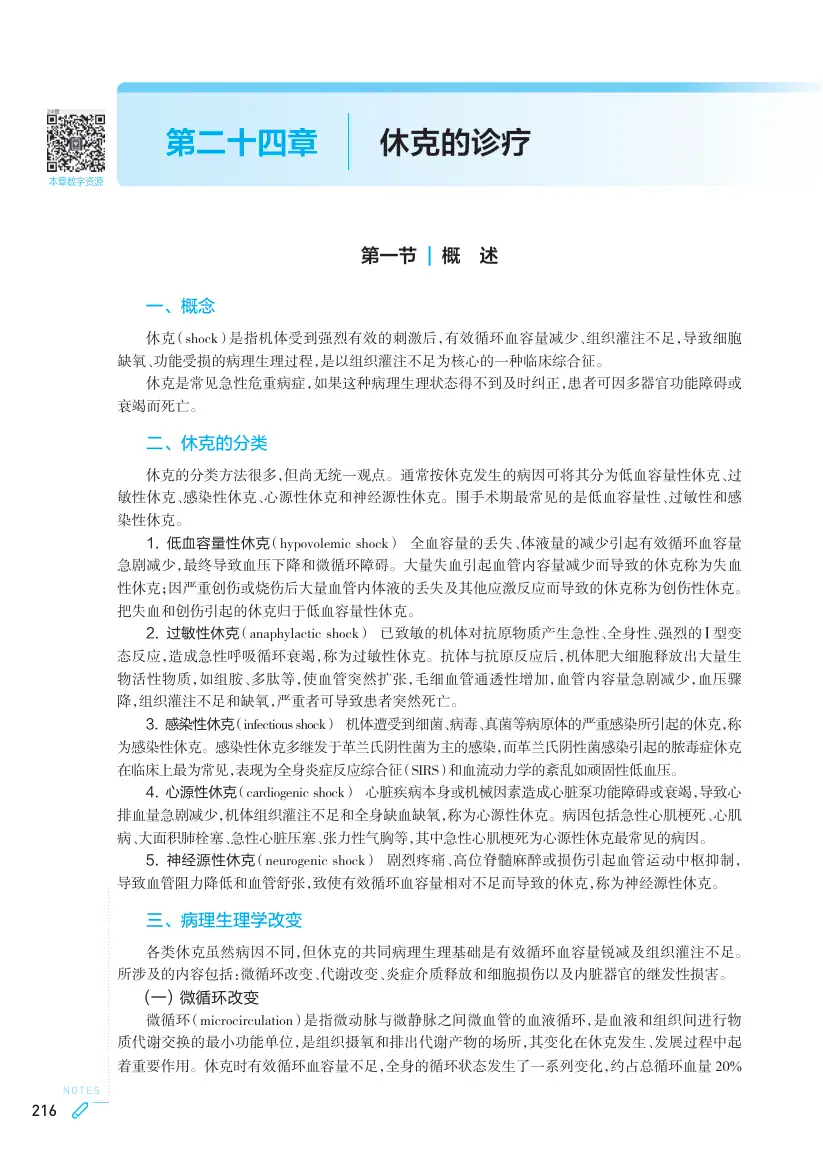 第二十四章
休克的诊疗
本章数字资源
第一节 | 概 述
一、概念
休克（shock）是指机体受到强烈有效的刺激后，有效循环血容量减少、组织灌注不足，导致细胞
缺氧、功能受损的病理生理过程，是以组织灌注不足为核心的一种临床综合征。
休克是常见急性危重病症，如果这种病理生理状态得不到及时纠正，患者可因多器官功能障碍或
衰竭而死亡。
二、休克的分类
休克的分类方法很多，但尚无统一观点。通常按休克发生的病因可将其分为低血容量性休克、过
敏性休克、感染性休克、心源性休克和神经源性休克。围手术期最常见的是低血容量性、过敏性和感
染性休克。
1. 低血容量性休克（hypovolemic shock） 全血容量的丢失、体液量的减少引起有效循环血容量
急剧减少，最终导致血压下降和微循环障碍。大量失血引起血管内容量减少而导致的休克称为失血
性休克；因严重创伤或烧伤后大量血管内体液的丢失及其他应激反应而导致的休克称为创伤性休克。
把失血和创伤引起的休克归于低血容量性休克。
2. 过敏性休克（anaphylactic shock） 已致敏的机体对抗原物质产生急性、全身性、强烈的Ⅰ型变
态反应，造成急性呼吸循环衰竭，称为过敏性休克。抗体与抗原反应后，机体肥大细胞释放出大量生
物活性物质，如组胺、多肽等，使血管突然扩张，毛细血管通透性增加，血管内容量急剧减少，血压骤
降，组织灌注不足和缺氧，严重者可导致患者突然死亡。
3. 感染性休克（infectious shock） 机体遭受到细菌、病毒、真菌等病原体的严重感染所引起的休克，称
为感染性休克。感染性休克多继发于革兰氏阴性菌为主的感染，而革兰氏阴性菌感染引起的脓毒症休克
在临床上最为常见，表现为全身炎症反应综合征（SIRS）和血流动力学的紊乱如顽固性低血压。
4. 心源性休克（cardiogenic shock） 心脏疾病本身或机械因素造成心脏泵功能障碍或衰竭，导致心
排血量急剧减少，机体组织灌注不足和全身缺血缺氧，称为心源性休克。病因包括急性心肌梗死、心肌
病、大面积肺栓塞、急性心脏压塞、张力性气胸等，其中急性心肌梗死为心源性休克最常见的病因。
5. 神经源性休克（neurogenic shock） 剧烈疼痛、高位脊髓麻醉或损伤引起血管运动中枢抑制，
导致血管阻力降低和血管舒张，致使有效循环血容量相对不足而导致的休克，称为神经源性休克。
三、病理生理学改变
各类休克虽然病因不同，但休克的共同病理生理基础是有效循环血容量锐减及组织灌注不足。
所涉及的内容包括：微循环改变、代谢改变、炎症介质释放和细胞损伤以及内脏器官的继发性损害。
（一）微循环改变
微循环（microcirculation）是指微动脉与微静脉之间微血管的血液循环，是血液和组织间进行物
质代谢交换的最小功能单位，是组织摄氧和排出代谢产物的场所，其变化在休克发生、发展过程中起
着重要作用。休克时有效循环血容量不足，全身的循环状态发生了一系列变化，约占总循环血量 20%
NOTES
216